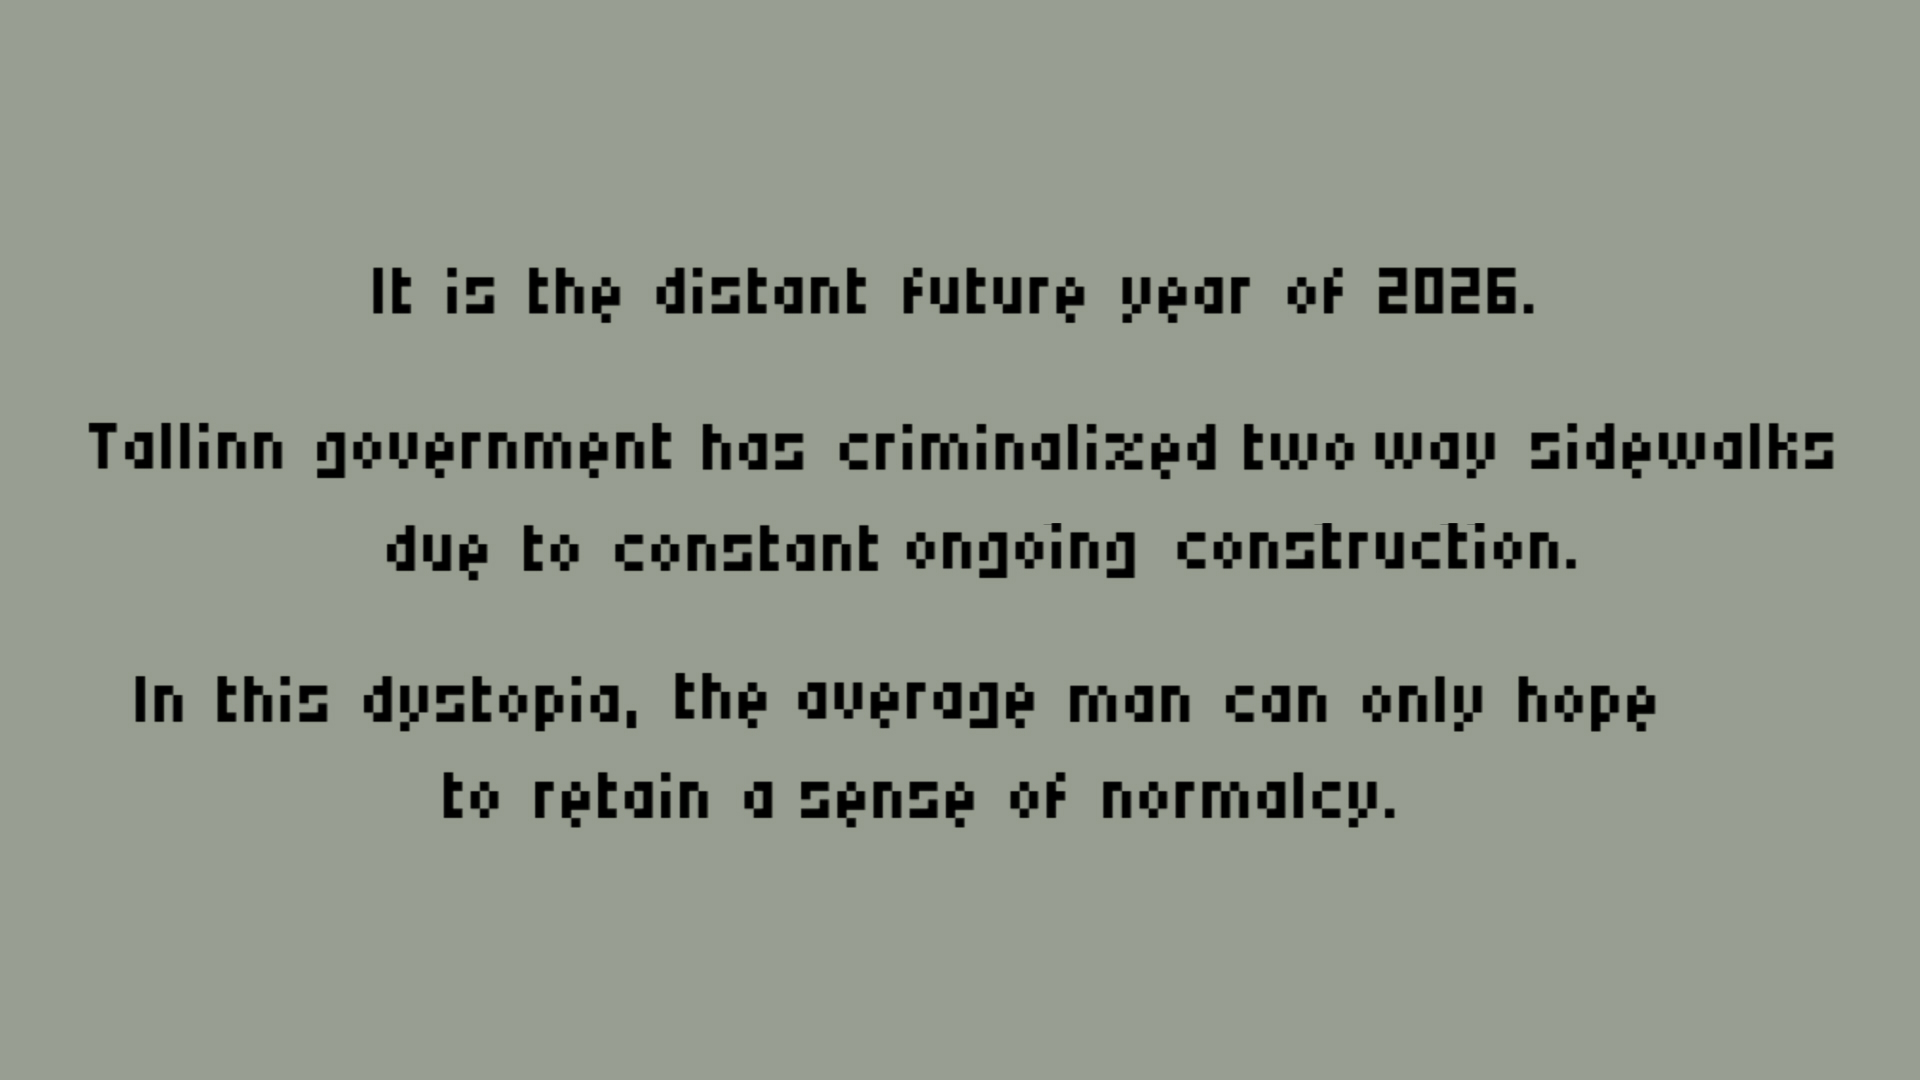 It is the distant future year of 2026.
Tallinn government has criminalized two way sidewalks
due to constant ongoing construction.
In this dystopia, the average man can only hope
to retain a sense of normalcy.